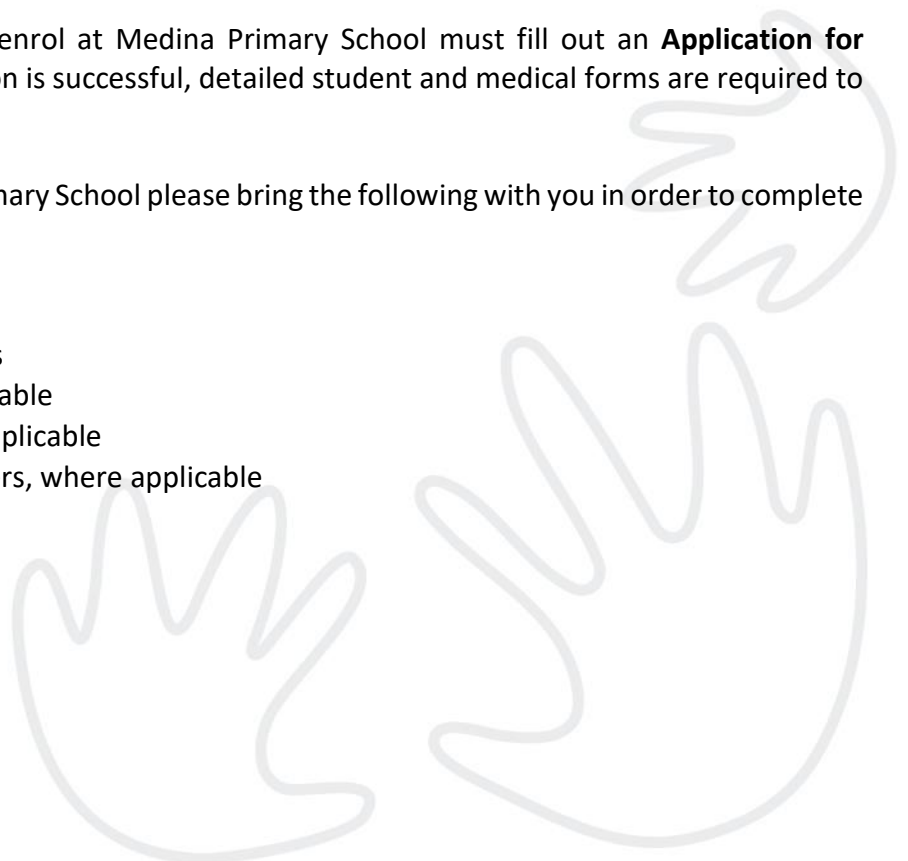 enrol at Medina Primary School must fill out an Application for
on is successful, detailed student and medical forms are required to
mary School please bring the following with you in order to complete
s
able
plicable
rs, where applicable